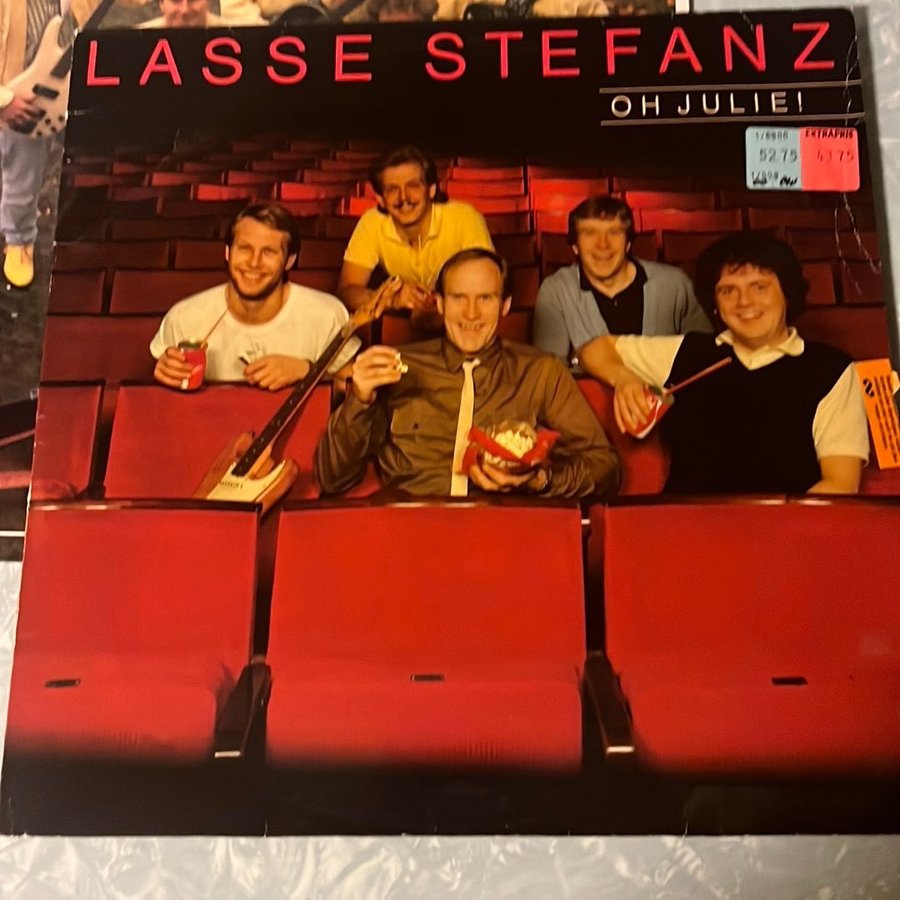 LASSE STEFANZ
OH JULIE!
EXTRAPRIS
52 75
43 75